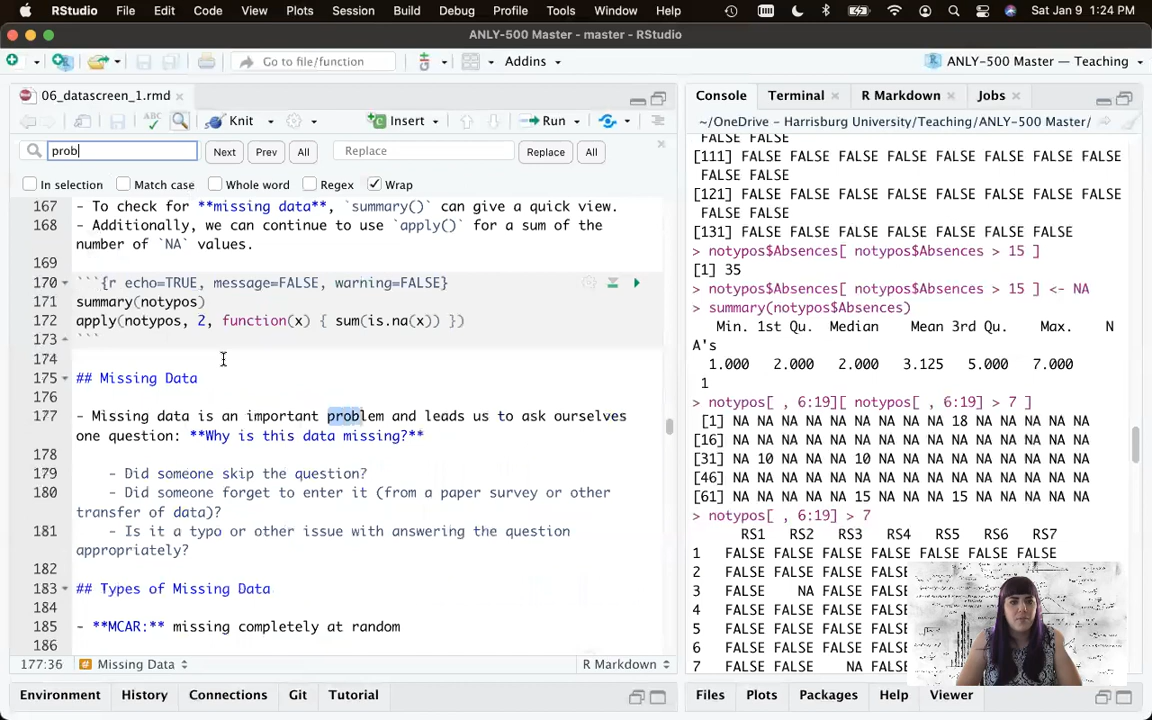 RStudio File Edit Code View Plots Session Build Debug Profile Tools Window Help Sat Jan 9 1:24 PM
ANLY-500 Master - master - RStudio
Go to file/function Addins ANLY-500 Master — Teaching
06_datascreen_1.rmd
Knit Insert Run
prob Next Prev All Replace Replace All
In selection Match case Whole word Regex Wrap
167 - To check for **missing data**, `summary()` can give a quick view.
168 - Additionally, we can continue to use `apply()` for a sum of the
number of `NA` values.
169
170 ```{r echo=TRUE, message=FALSE, warning=FALSE}
171 summary(notypos)
172 apply(notypos, 2, function(x) { sum(is.na(x)) })
173 ```
174
175 ## Missing Data
176
177 - Missing data is an important problem and leads us to ask ourselves
one question: **Why is this data missing?**
178
179 - Did someone skip the question?
180 - Did someone forget to enter it (from a paper survey or other
transfer of data)?
181 - Is it a typo or other issue with answering the question
appropriately?
182
183 ## Types of Missing Data
184
185 - **MCAR:** missing completely at random
186
177:36 Missing Data R Markdown
Environment History Connections Git Tutorial
Console Terminal R Markdown Jobs
~/OneDrive - Harrisburg University/Teaching/ANLY-500 Master/
FALSE FALSE
[111] FALSE FALSE FALSE FALSE FALSE FALSE FALSE FALSE
FALSE FALSE
[121] FALSE FALSE FALSE FALSE FALSE FALSE FALSE FALSE
FALSE FALSE
[131] FALSE FALSE FALSE FALSE FALSE FALSE FALSE
> notypos$Absences[ notypos$Absences > 15 ]
[1] 35
> notypos$Absences[ notypos$Absences > 15 ] <- NA
> summary(notypos$Absences)
Min. 1st Qu. Median Mean 3rd Qu. Max. N
A's
1.000 2.000 2.000 3.125 5.000 7.000
1
> notypos[ , 6:19][ notypos[ , 6:19] > 7 ]
[1] NA NA NA NA NA NA NA NA NA 18 NA NA NA NA NA
[16] NA NA NA NA NA NA NA NA NA NA NA NA NA NA NA
[31] NA 10 NA NA NA 10 NA NA NA NA NA NA NA NA NA
[46] NA NA NA NA NA NA NA NA NA NA NA NA NA NA NA
[61] NA NA NA NA NA 15 NA NA NA 15 NA NA NA NA NA
> notypos[ , 6:19] > 7
RS1 RS2 RS3 RS4 RS5 RS6 RS7
1 FALSE FALSE FALSE FALSE FALSE FALSE FALSE
2 FALSE FALSE FALSE
3 FALSE NA FALSE
4 FALSE FALSE FALSE
5 FALSE FALSE FALSE
6 FALSE FALSE FALSE
7 FALSE FALSE NA FALSE
Files Plots Packages Help Viewer